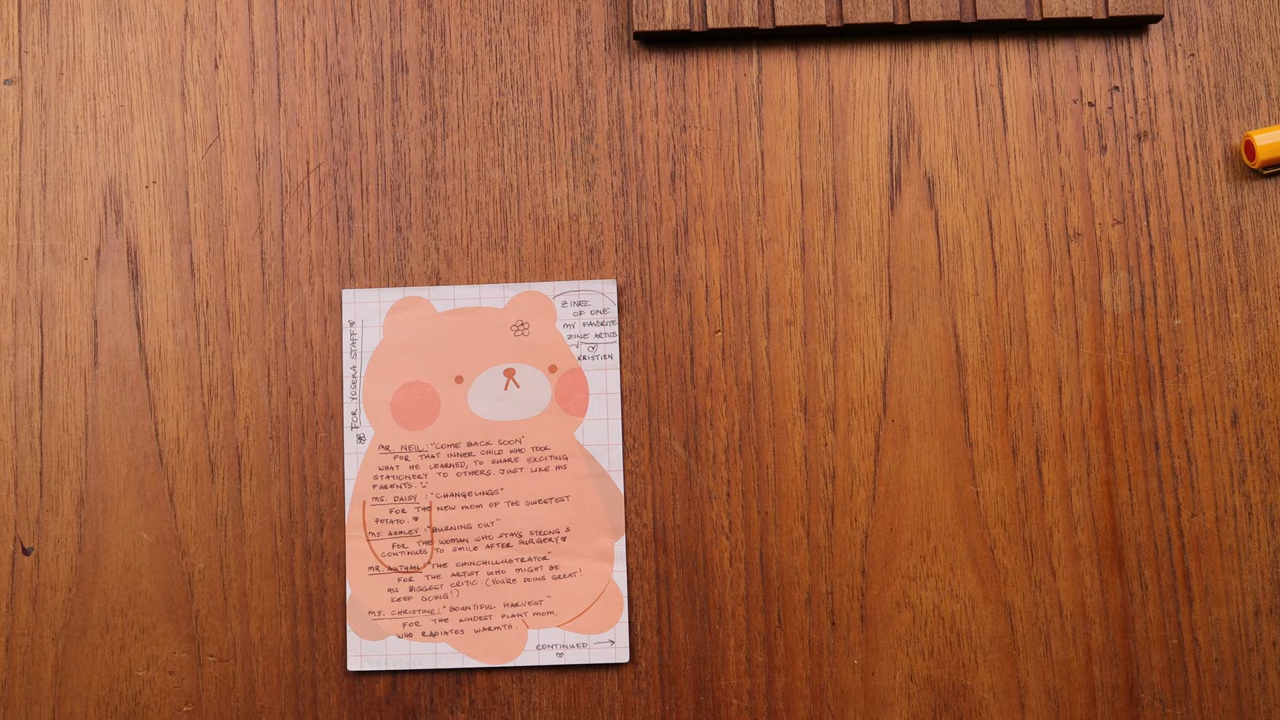 FOR YOSEKA STAFF
ZINES
OF ONE
MY FAVORITE
ZINE ARTISTS
KRISTIEN
MR. NEIL: "COME BACK SOON"
FOR THAT INNER CHILD WHO TOOK
WHAT HE LEARNED, TO SHARE EXCITING
STATIONERY TO OTHERS. JUST LIKE HIS
PARENTS.
MS. DAISY: "CHANGELINGS"
FOR THE NEW MOM OF THE SWEETEST
POTATO.
MS. ASHLEY: "BURNING OUT"
FOR THE WOMAN WHO STAYS STRONG &
CONTINUES TO SMILE AFTER SURGERY
MR. "THE CHINCHILLUSTRATOR"
FOR THE ARTIST WHO MIGHT BE
HIS BIGGEST CRITIC. (YOU'RE DOING GREAT!
KEEP GOING!)
MS. CHRISTINE: "BOUNTIFUL HARVEST"
FOR THE KINDEST PLANT MOM,
WHO RADIATES WARMTH.
CONTINUED →